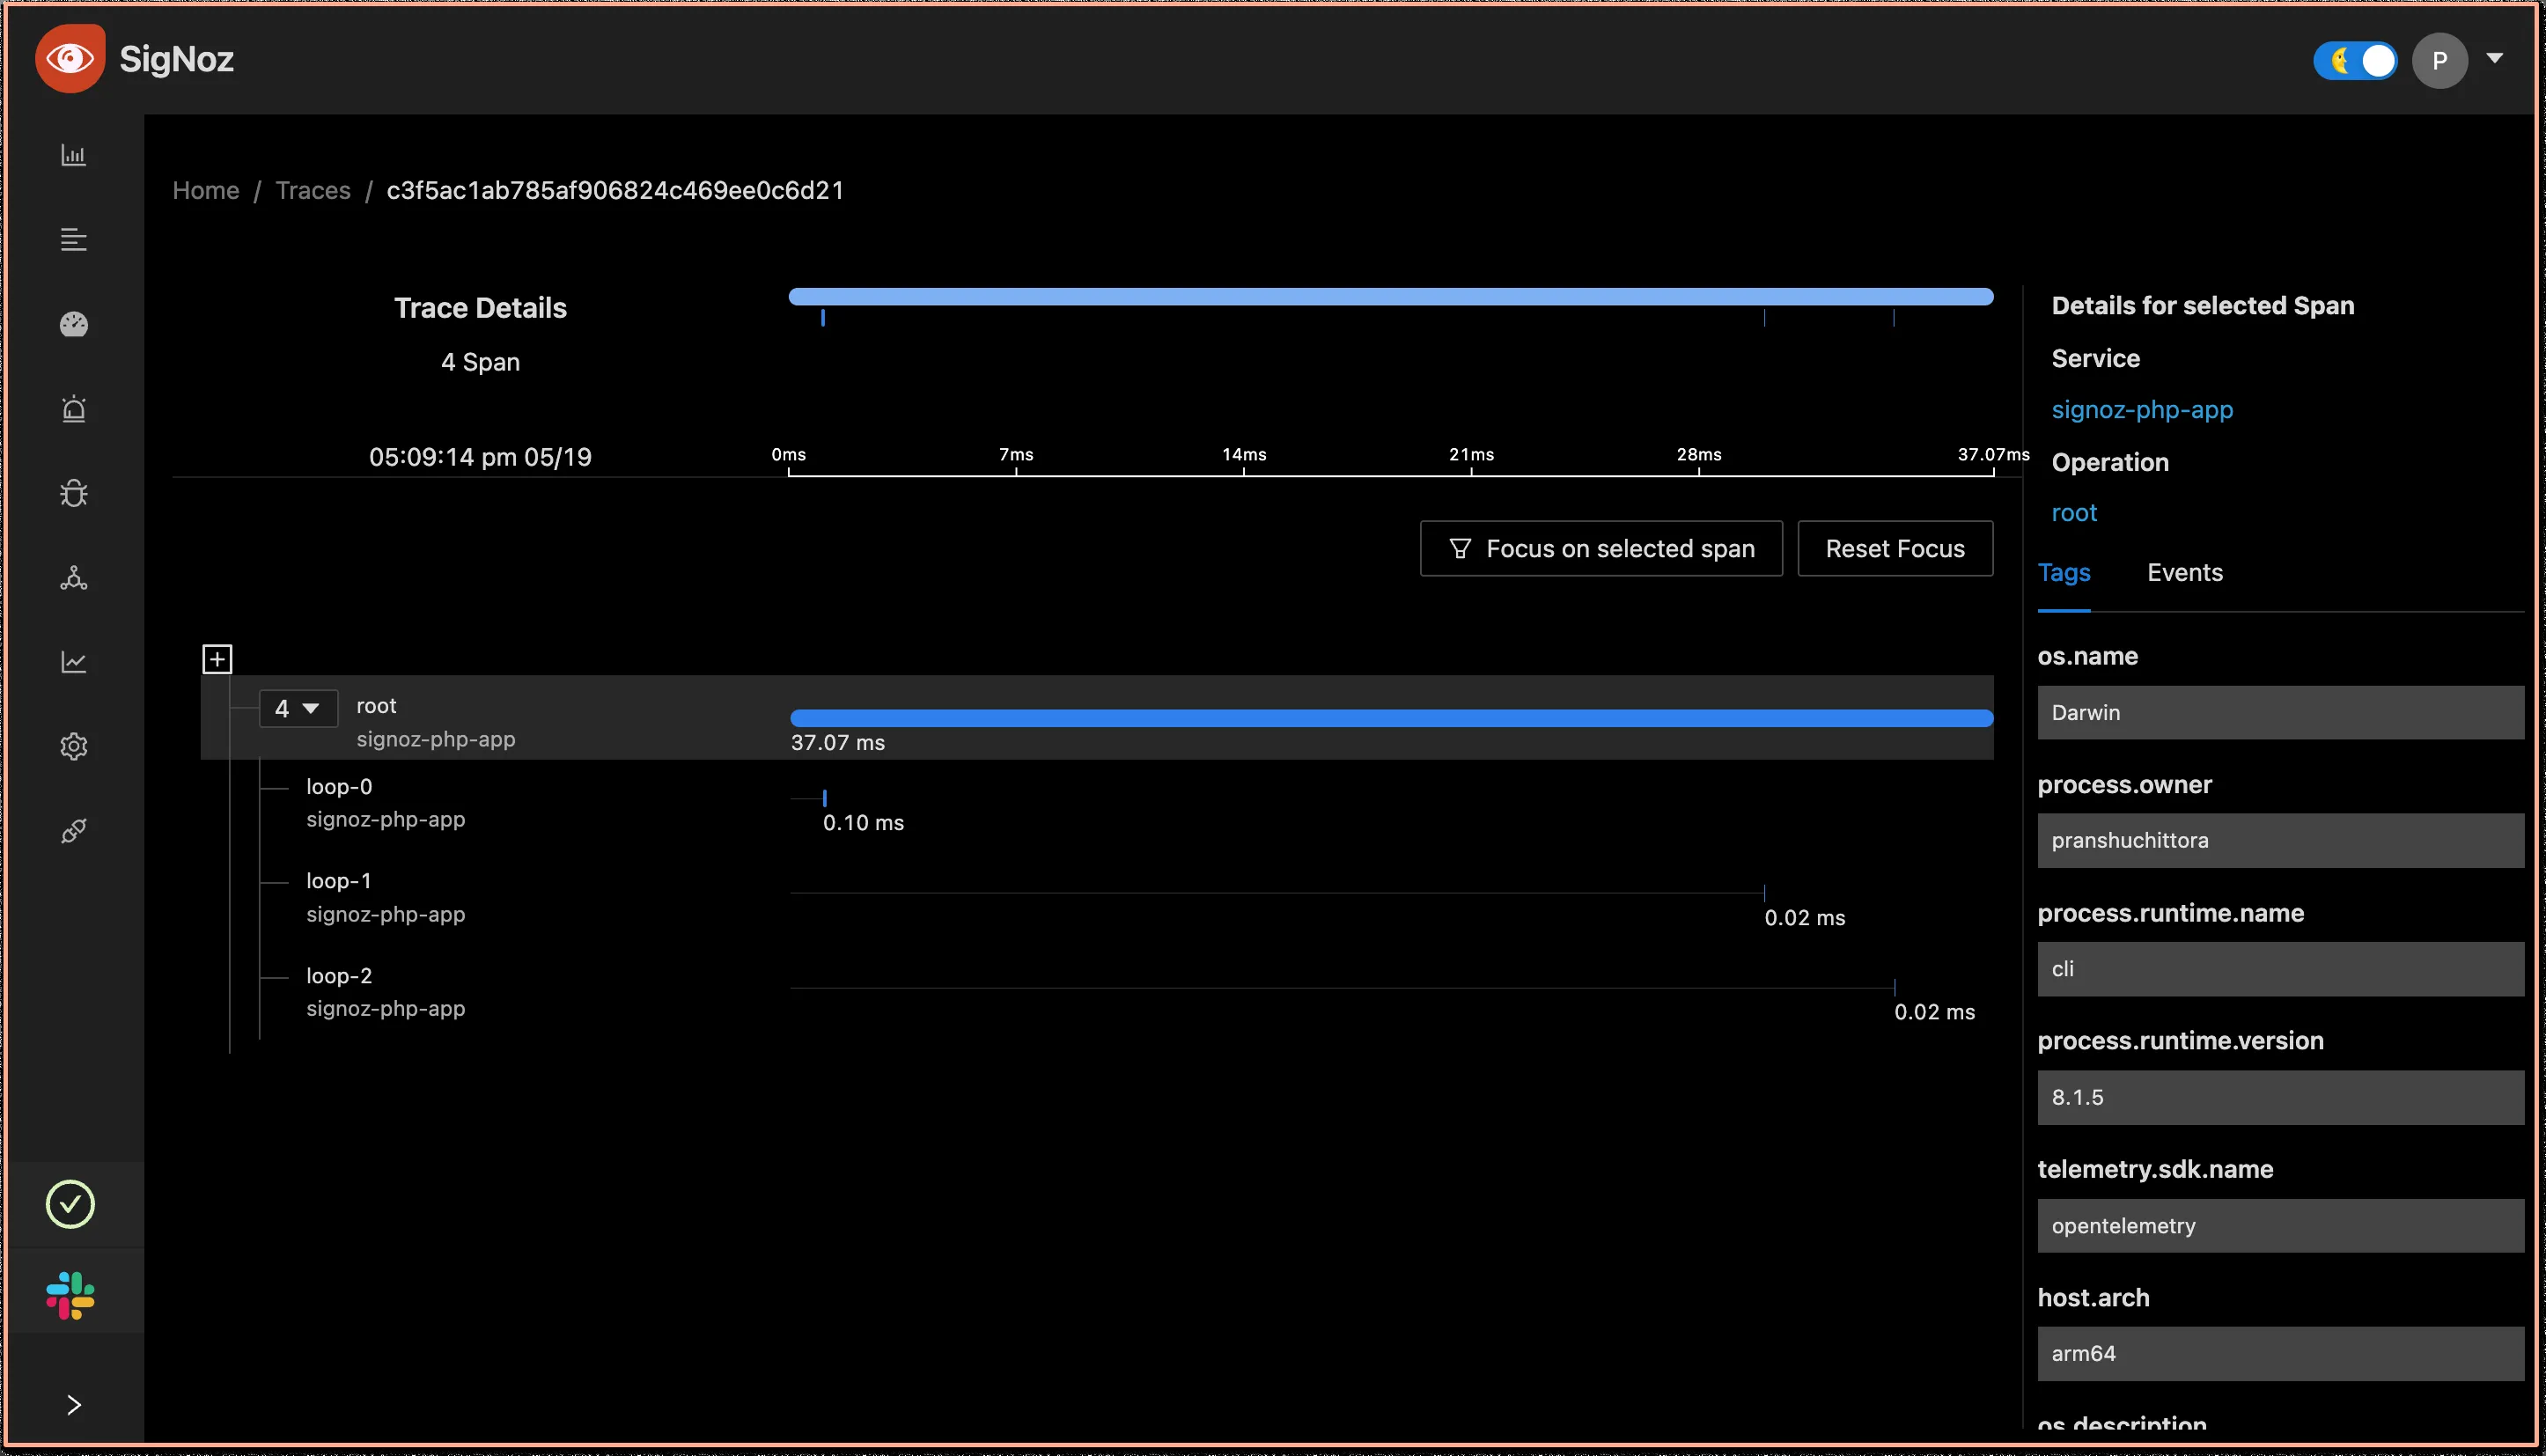 SigNoz
P
Home / Traces / c3f5ac1ab785af906824c469ee0c6d21
Trace Details
4 Span
05:09:14 pm 05/19
0ms 7ms 14ms 21ms 28ms 37.07ms
Focus on selected span
Reset Focus
4 root
signoz-php-app
37.07 ms
loop-0
signoz-php-app
0.10 ms
loop-1
signoz-php-app
0.02 ms
loop-2
signoz-php-app
0.02 ms
Details for selected Span
Service
signoz-php-app
Operation
root
Tags Events
os.name
Darwin
process.owner
pranshuchittora
process.runtime.name
cli
process.runtime.version
8.1.5
telemetry.sdk.name
opentelemetry
host.arch
arm64
os.description